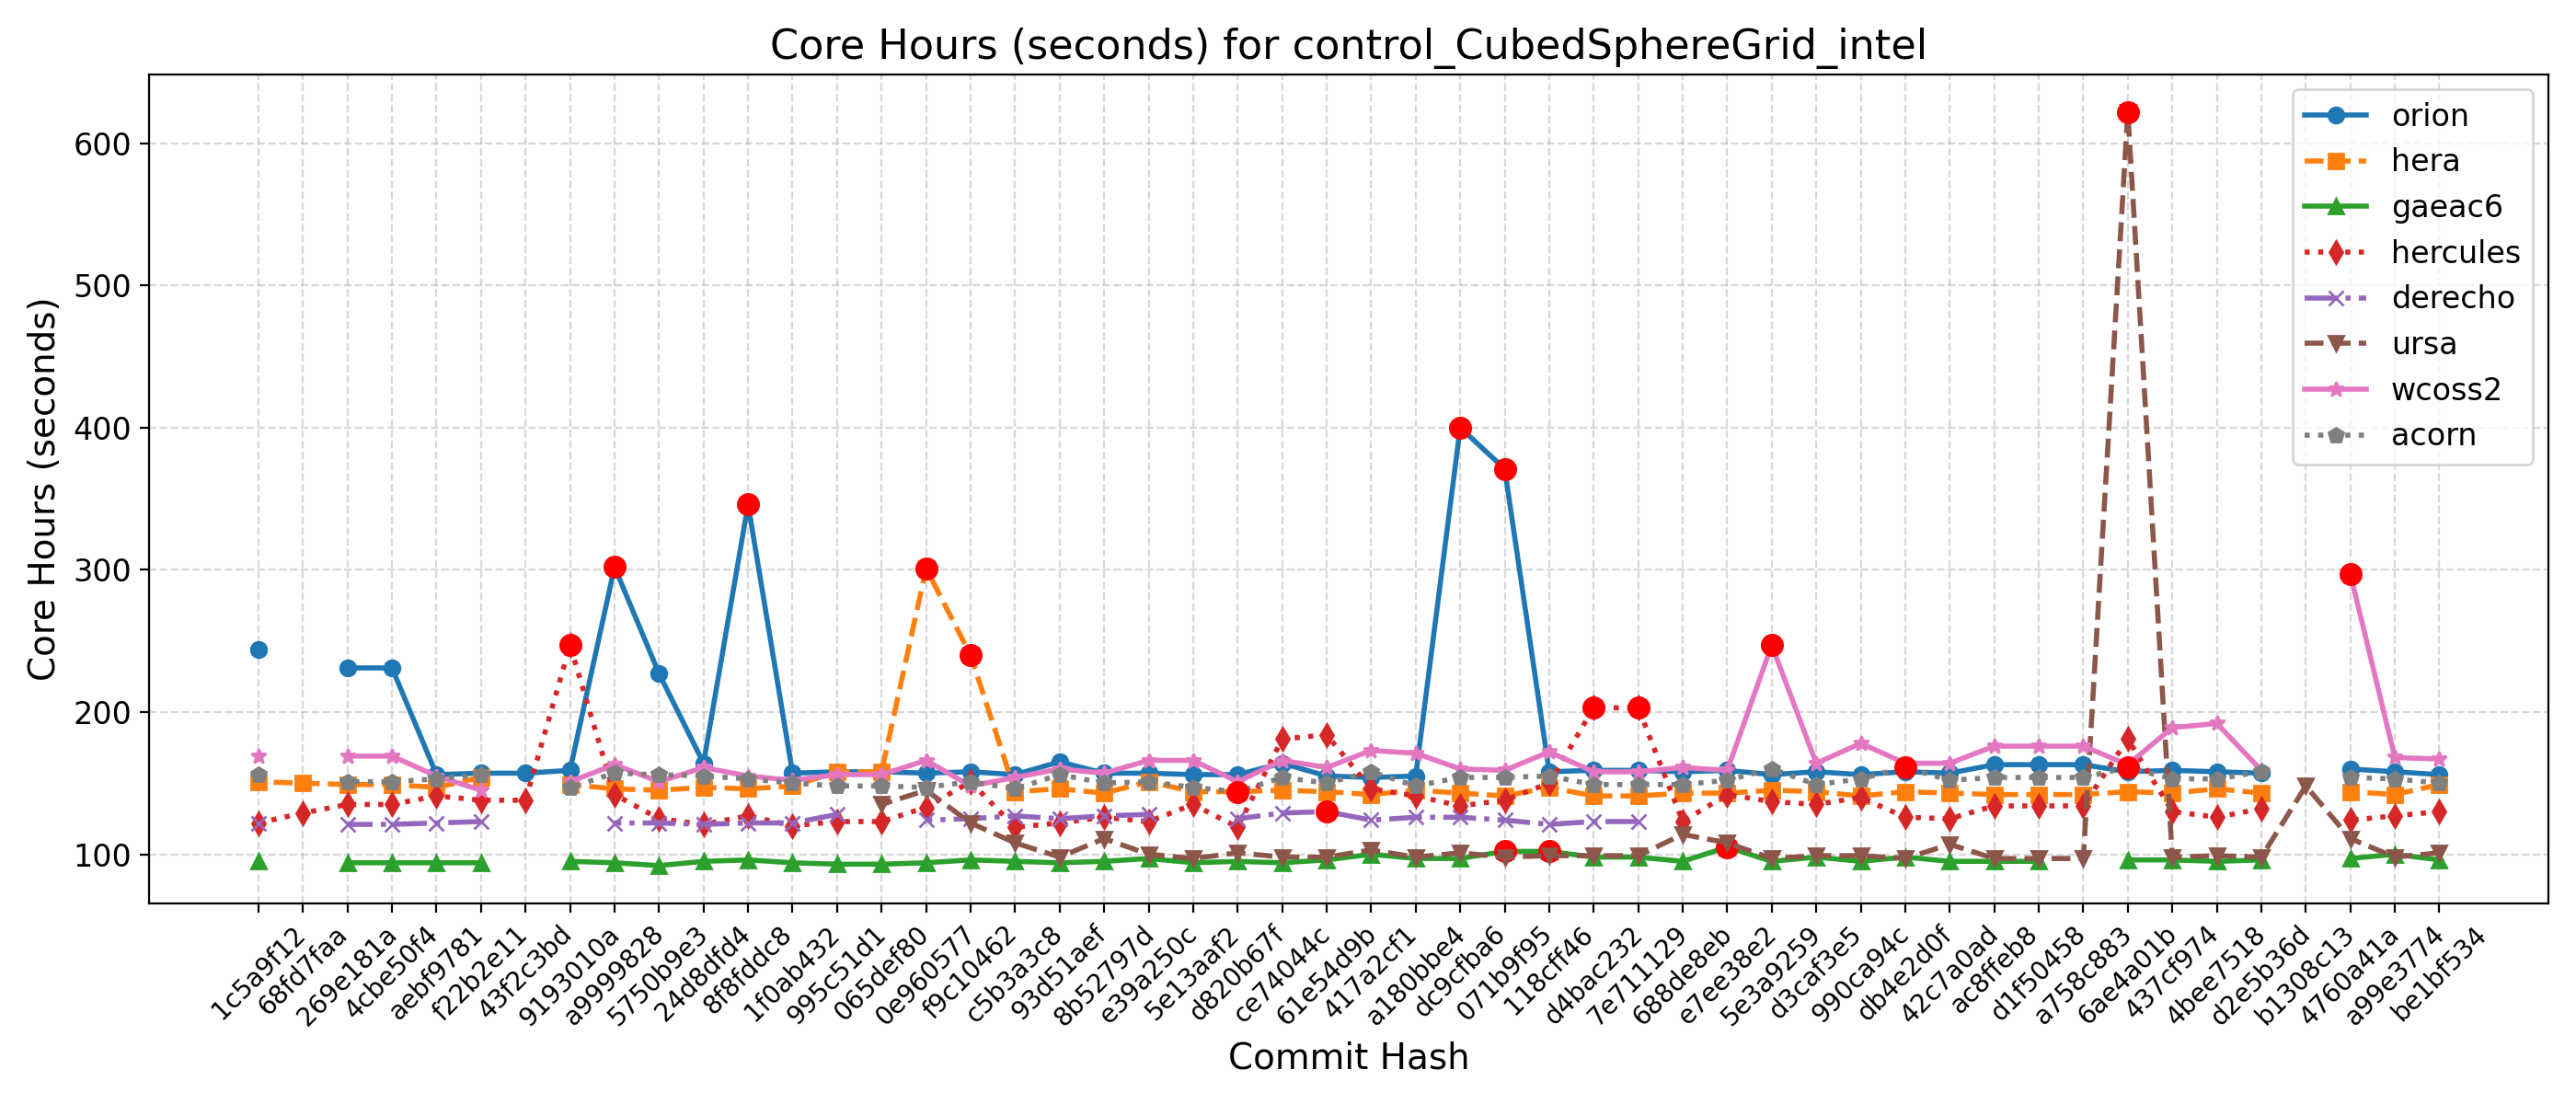 Core Hours (seconds) for control_CubedSphereGrid_intel
Core Hours (seconds)
600
500
400
300
200
100
orion
hera
gaeac6
hercules
derecho
ursa
wcoss2
acorn
1c5a9f12
68fd7faa
269e181a
4cbe50f4
aebf9781
f22b2e11
43f2c3bd
9193010a
a9999828
5750b9e3
24d8dfd4
8f8fddc8
1f0ab432
995c51d1
065def80
0e960577
f9c10462
c5b3a3c8
93d51aef
8b52797d
e39a250c
5e13aaf2
d820b67f
ce74044c
61e54d9b
417a2cf1
a180bbe4
dc9cfba6
071b9f95
118cff46
d4bac232
7e711129
688de8eb
e7ee38e2
5e3a9259
d3caf3e5
990ca94c
db4e2d0f
42c7a0ad
ac8ffeb8
d1f50458
a758c883
6ae4a01b
437cf974
4bee7518
d2e5b36d
b1308c13
4760a41a
a99e3774
be1bf534
Commit Hash